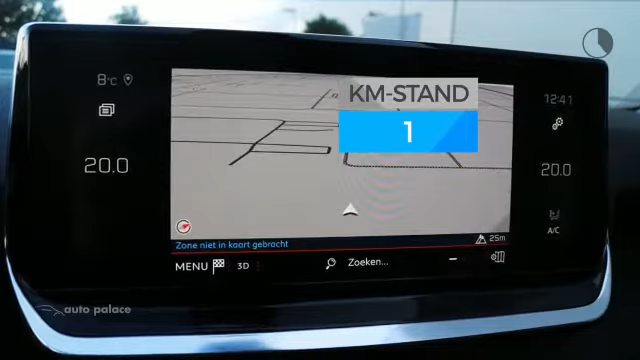 8°C
KM-STAND
12:41
1
20.0
20.0
A/C
Zone niet in kaart gebracht
25m
MENU
3D
Zoeken...
auto palace